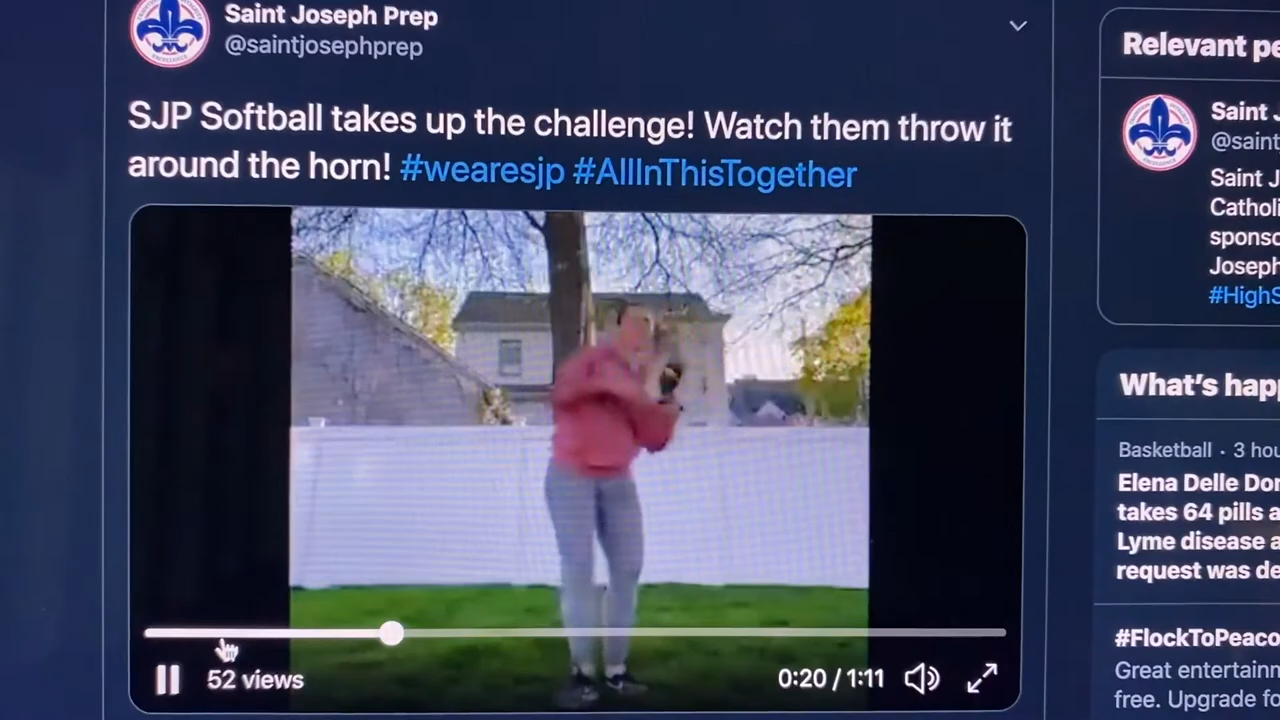 Saint Joseph Prep
@saintjosephprep
SJP Softball takes up the challenge! Watch them throw it
around the horn! #wearesjp #AllInThisTogether
52 views
0:20 / 1:11
Relevant pe
Saint J
@saint
Saint J
Catholi
sponso
Joseph
#HighS
What's hap
Basketball · 3 hou
Elena Delle Don
takes 64 pills a
Lyme disease a
request was de
#FlockToPeaco
Great entertainm
free. Upgrade fo